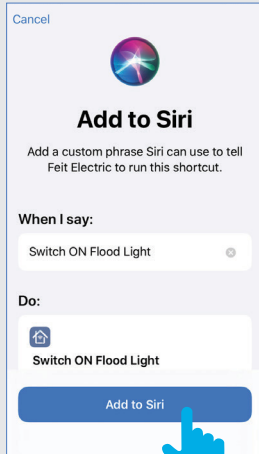 Cancel
Add to Siri
Add a custom phrase Siri can use to tell
Feit Electric to run this shortcut.
When I say:
Switch ON Flood Light
Do:
Switch ON Flood Light
Add to Siri